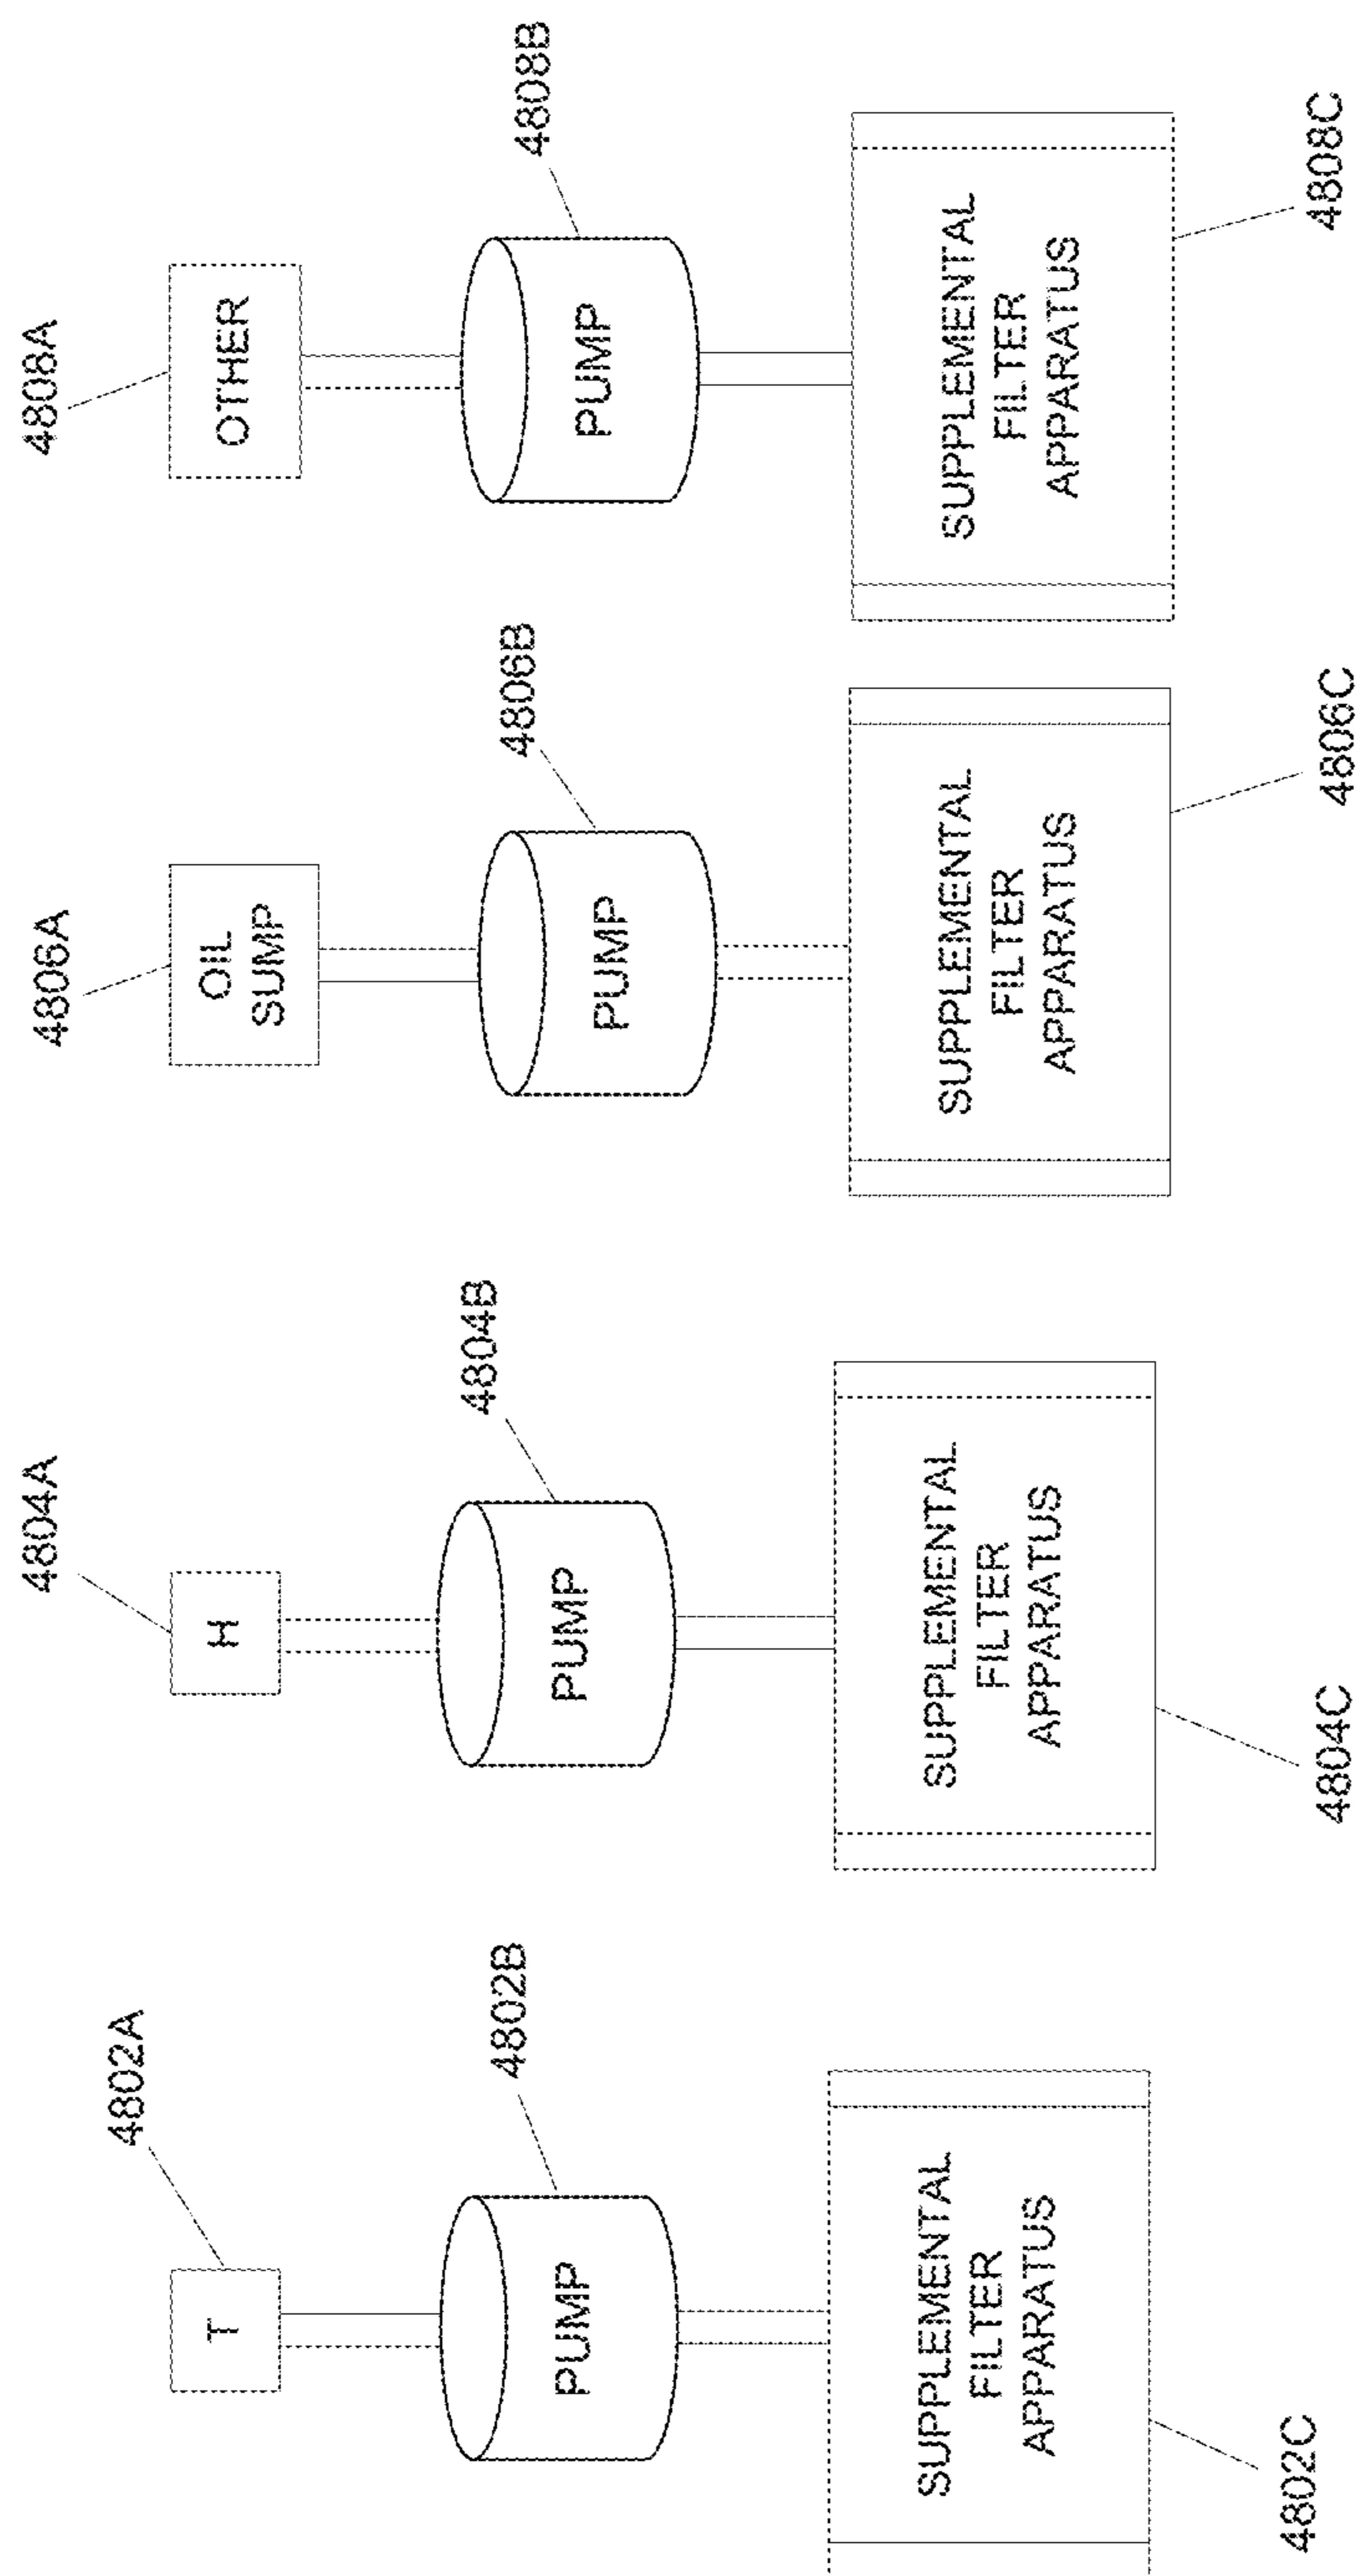 4802A
T
4802B
PUMP
SUPPLEMENTAL
FILTER
APPARATUS
4802C
4804A
H
4804B
PUMP
SUPPLEMENTAL
FILTER
APPARATUS
4804C
4806A
OIL
SUMP
4806B
PUMP
SUPPLEMENTAL
FILTER
APPARATUS
4806C
4808A
OTHER
4808B
PUMP
SUPPLEMENTAL
FILTER
APPARATUS
4808C